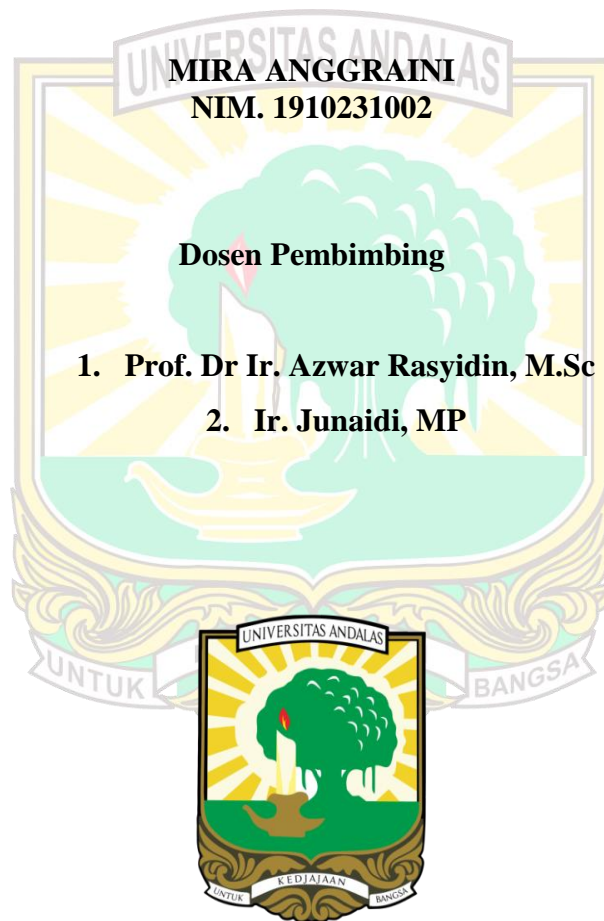 UNIVERSITAS ANDALAS
MIRA ANGGRAINI
NIM. 1910231002
Dosen Pembimbing
1. Prof. Dr Ir. Azwar Rasyidin, M.Sc
2. Ir. Junaidi, MP
UNTUK BANGSA
UNIVERSITAS ANDALAS
UNTUK KEDJAJAAN BANGSA